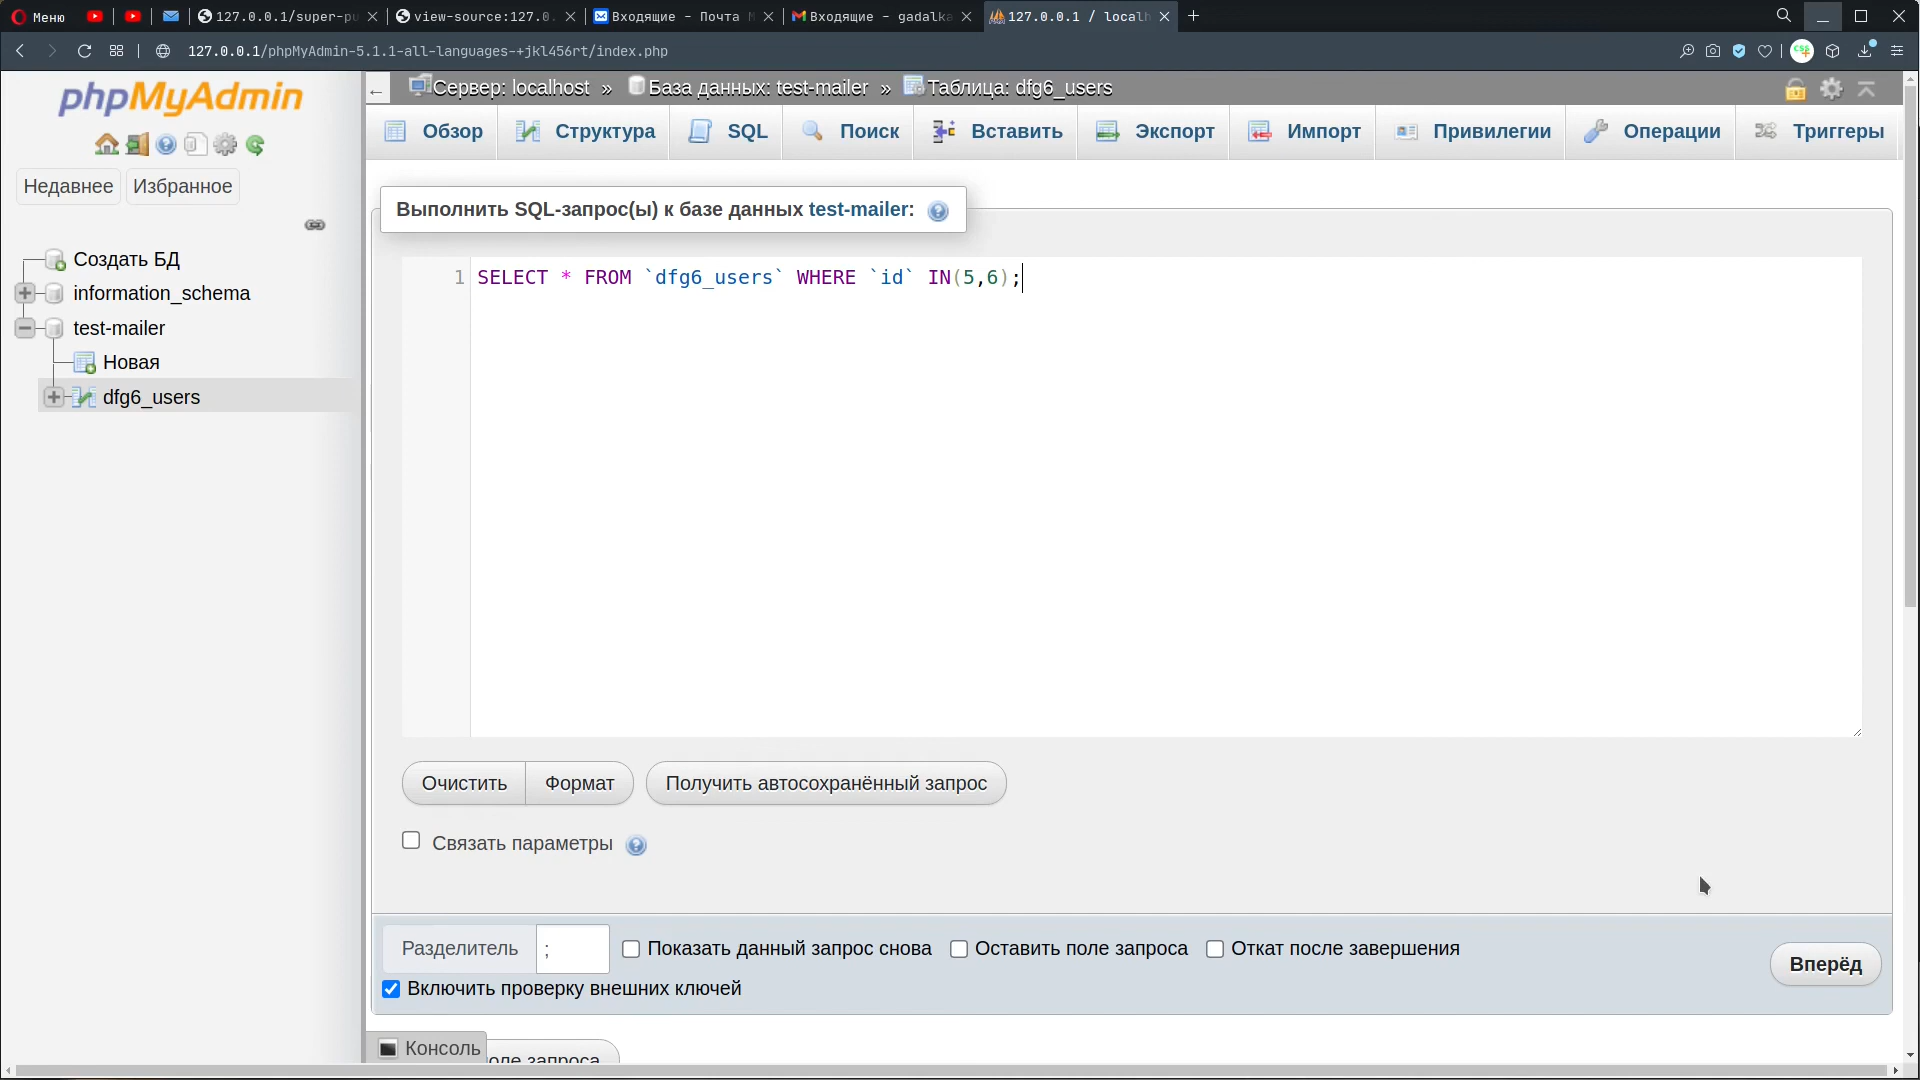 Меню
127.0.0.1/super-pu
view-source:127.0.
Входящие – Почта M
Входящие – gadalka
127.0.0.1 / localh
127.0.0.1/phpMyAdmin-5.1.1-all-languages-+jkl456rt/index.php
phpMyAdmin
Недавнее
Избранное
Создать БД
information_schema
test-mailer
Новая
dfg6_users
Сервер: localhost » База данных: test-mailer » Таблица: dfg6_users
Обзор
Структура
SQL
Поиск
Вставить
Экспорт
Импорт
Привилегии
Операции
Триггеры
Выполнить SQL-запрос(ы) к базе данных test-mailer:
1 SELECT * FROM `dfg6_users` WHERE `id` IN(5,6);
Очистить
Формат
Получить автосохранённый запрос
Связать параметры
Разделитель ;
Показать данный запрос снова
Оставить поле запроса
Откат после завершения
Включить проверку внешних ключей
Вперёд
Консоль
запроса